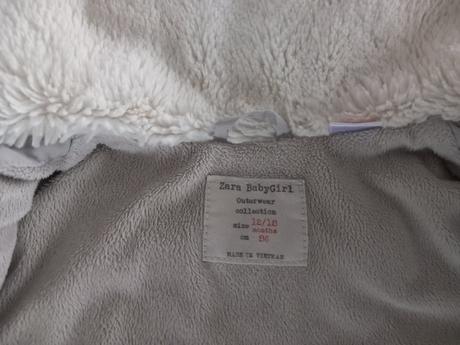 Zara BabyGirl
Outerwear
collection
size 12/18
months
cm 86
MADE IN VIETNAM